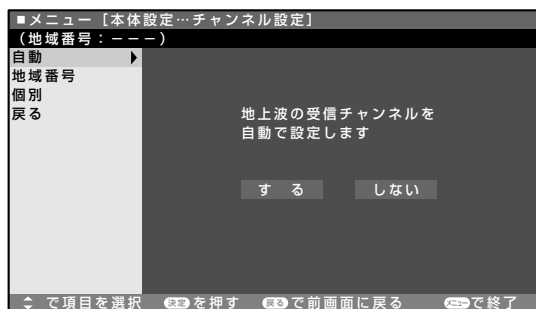 ■メニュー [本体設定…チャンネル設定]
(地域番号：---)
自動
地域番号
個別
戻る
地上波の受信チャンネルを
自動で設定します
する しない
で項目を選択 決定を押す 戻るで前画面に戻る メニューで終了